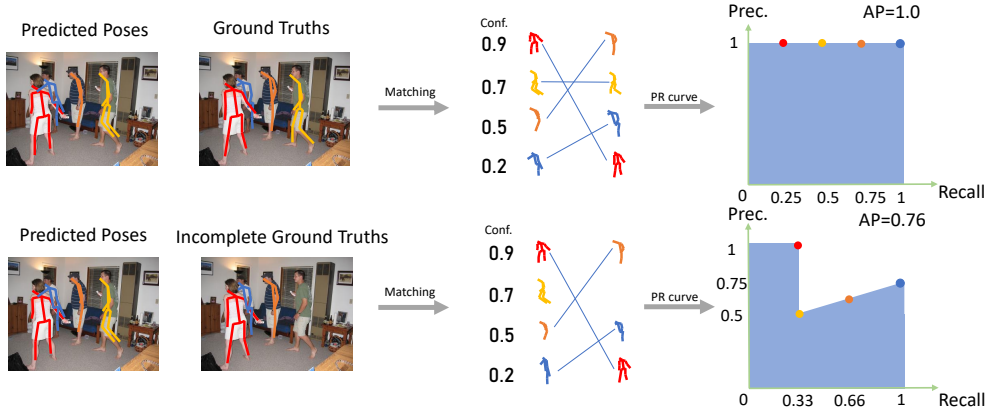 Predicted Poses
Ground Truths
Matching
Conf.
0.9
0.7
0.5
0.2
PR curve
Prec.
AP=1.0
1
0
0.25
0.5
0.75
1
Recall
Predicted Poses
Incomplete Ground Truths
Matching
Conf.
0.9
0.7
0.5
0.2
PR curve
Prec.
AP=0.76
1
0.75
0.5
0
0.33
0.66
1
Recall